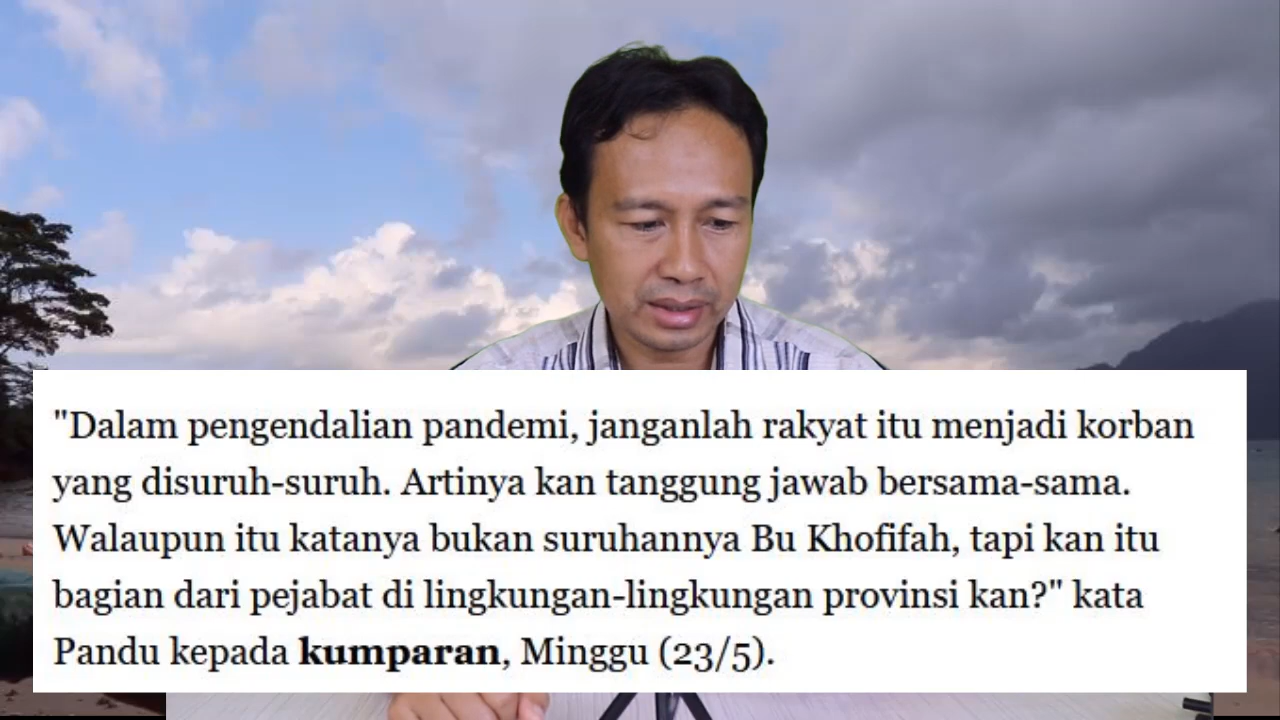 "Dalam pengendalian pandemi, janganlah rakyat itu menjadi korban
yang disuruh-suruh. Artinya kan tanggung jawab bersama-sama.
Walaupun itu katanya bukan suruhannya Bu Khofifah, tapi kan itu
bagian dari pejabat di lingkungan-lingkungan provinsi kan?" kata
Pandu kepada kumparan, Minggu (23/5).